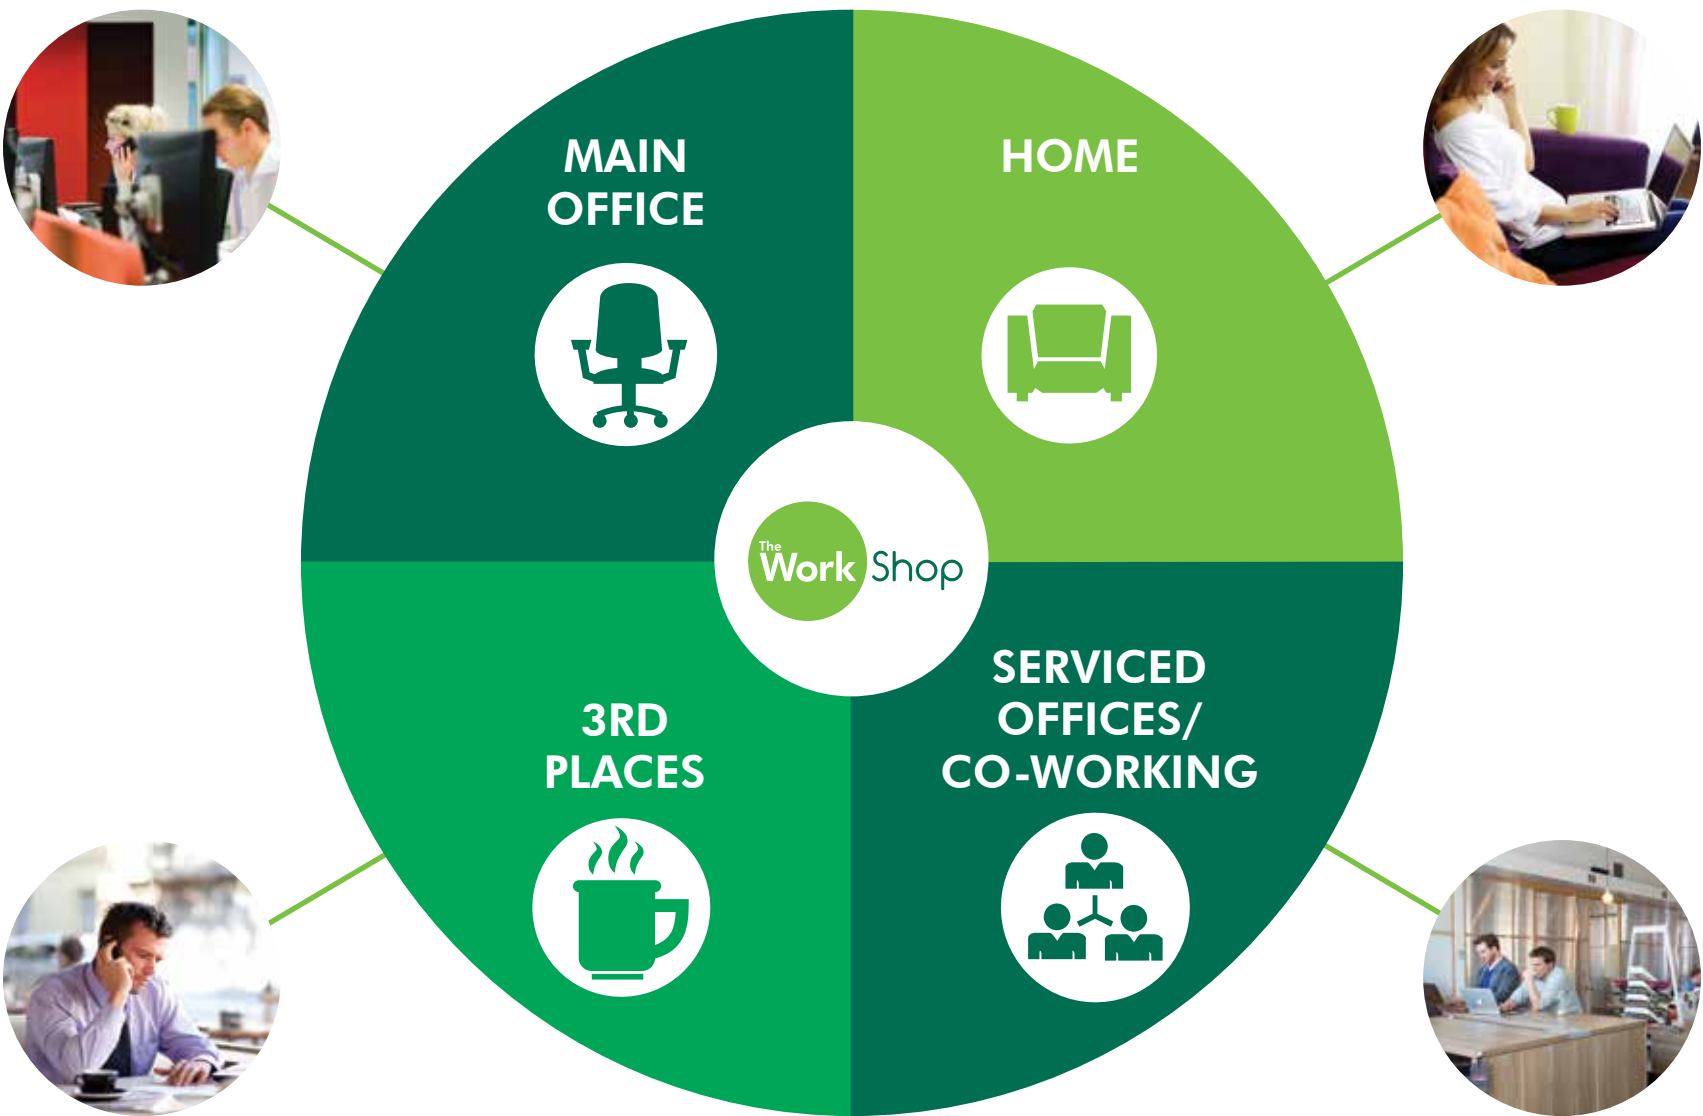 MAIN
OFFICE
HOME
The
Work Shop
3RD
PLACES
SERVICED
OFFICES/
CO-WORKING